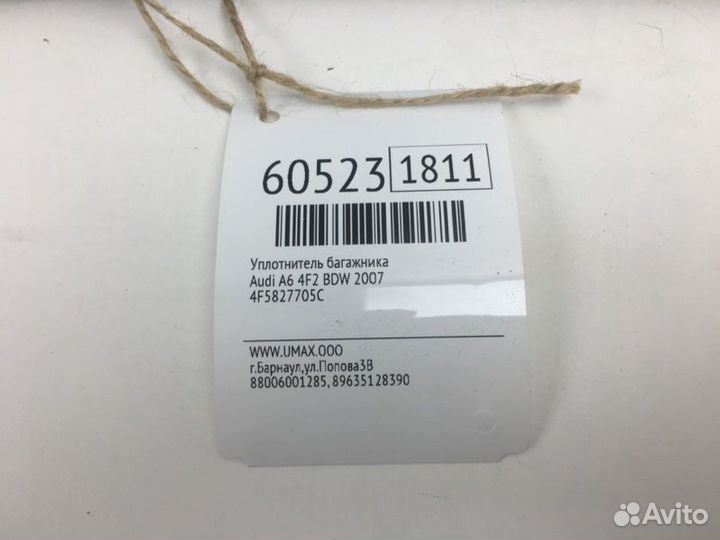 60523 1811
Уплотнитель багажника
Audi A6 4F2 BDW 2007
4F5827705C
WWW.UMAX.OOO
г.Барнаул,ул.Попова3В
88006001285, 89635128390
Avito